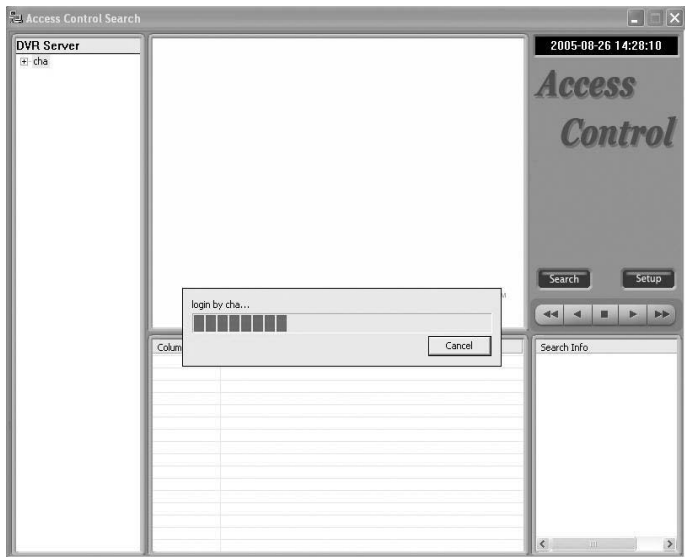 Access Control Search
DVR Server
cha
2005-08-26 14:28:10
Access
Control
Search
Setup
login by cha...
Cancel
Colum
Search Info